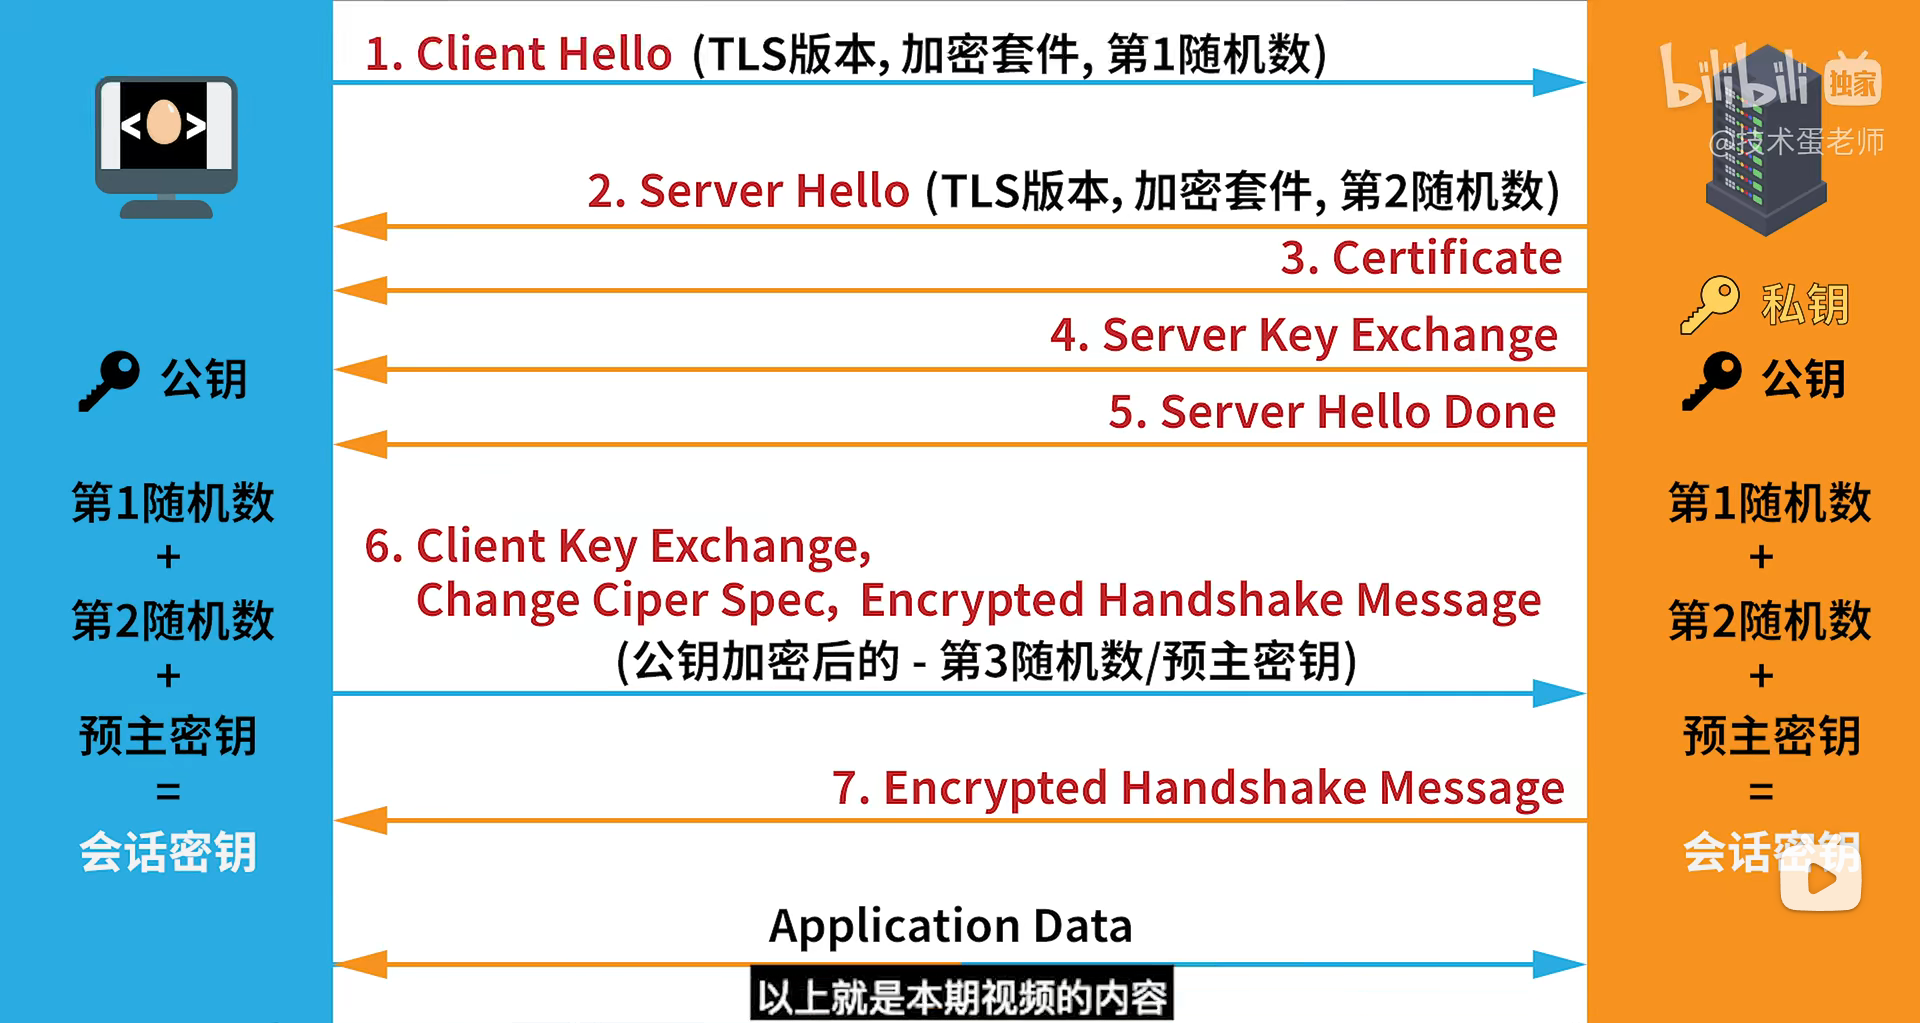 1. Client Hello (TLS版本, 加密套件, 第1随机数)
bilibili 独家
@技术蛋老师
< >
2. Server Hello (TLS版本, 加密套件, 第2随机数)
3. Certificate
私钥
4. Server Key Exchange
公钥
公钥
5. Server Hello Done
第1随机数
+
第2随机数
+
预主密钥
=
会话密钥
6. Client Key Exchange,
Change Ciper Spec, Encrypted Handshake Message
(公钥加密后的 - 第3随机数/预主密钥)
7. Encrypted Handshake Message
第1随机数
+
第2随机数
+
预主密钥
=
会话密钥
Application Data
以上就是本期视频的内容